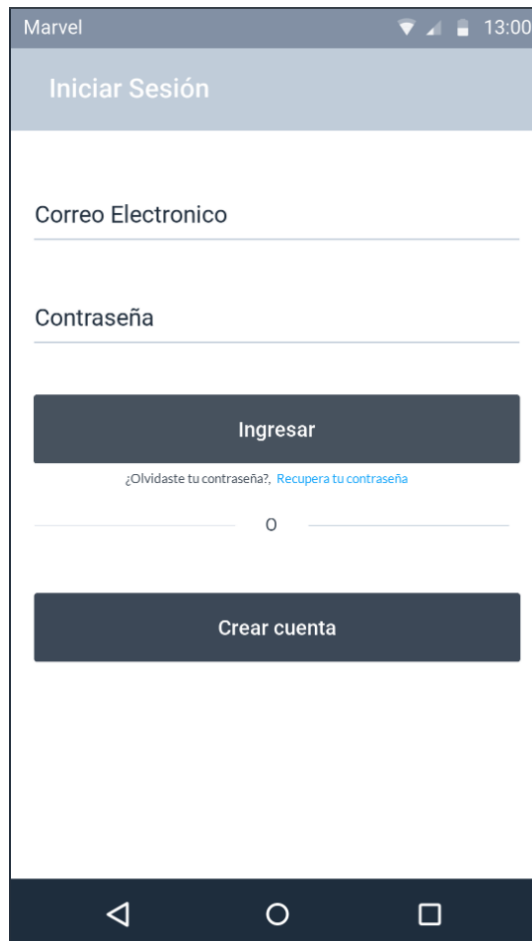 Marvel 13:00
Iniciar Sesión
Correo Electronico
Contraseña
Ingresar
¿Olvidaste tu contraseña?, Recupera tu contraseña
O
Crear cuenta